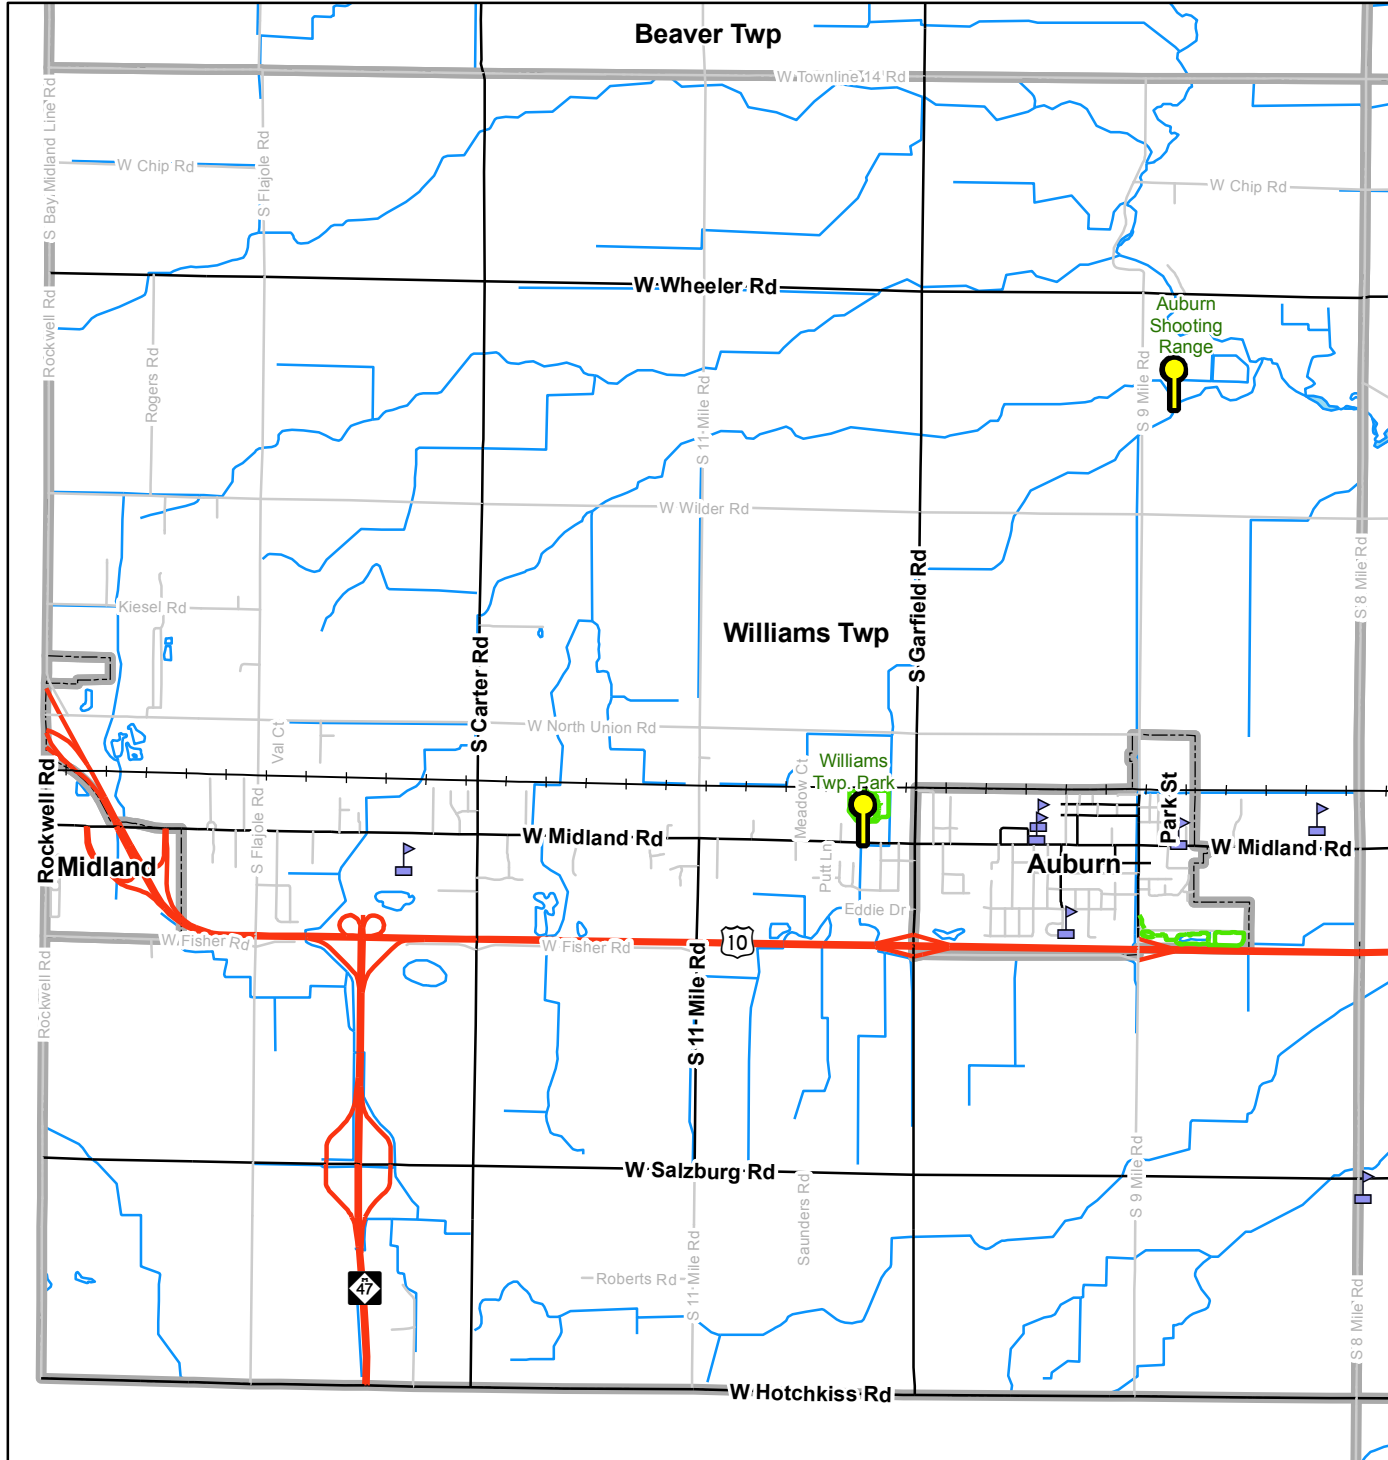 Beaver Twp
W Townline 14 Rd
S Bay Midland Line Rd
S Flajole Rd
W Chip Rd
W Chip Rd
W Wheeler Rd
Rockwell Rd
Rogers Rd
Auburn
Shooting
Range
S 9 Mile Rd
S 11 Mile Rd
W Wilder Rd
S Garfield Rd
S 8 Mile Rd
Kiesel Rd
Williams Twp
S Carter Rd
W North Union Rd
Val Ct
Rockwell Rd
Williams
Twp. Park
Meadow Ct
Park St
S Flajole Rd
W Midland Rd
W Midland Rd
Midland
Auburn
Putt Ln
Eddie Dr
W Fisher Rd
W Fisher Rd
10
Rockwell Rd
S 11 Mile Rd
W Salzburg Rd
Saunders Rd
S 9 Mile Rd
Roberts Rd
S 11 Mile Rd
M
47
S 8 Mile Rd
W Hotchkiss Rd